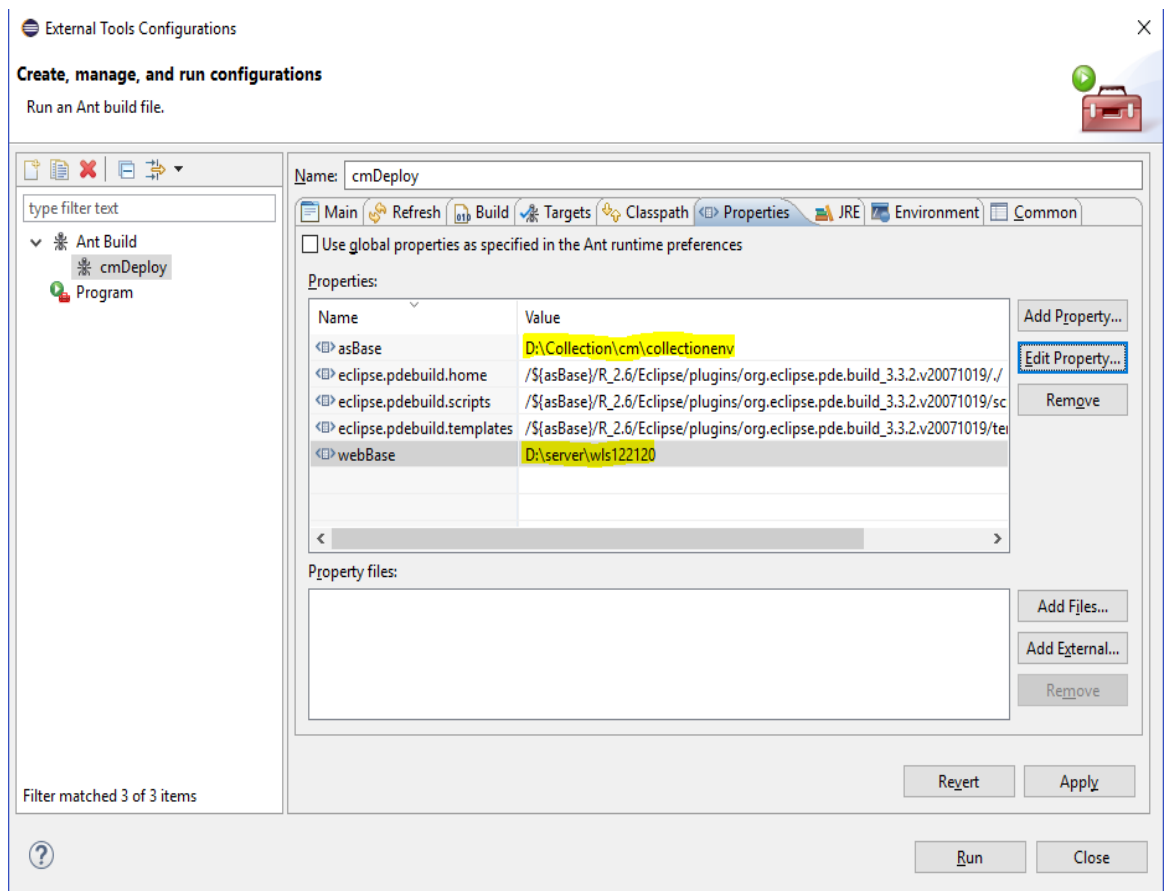 External Tools Configurations
Create, manage, and run configurations
Run an Ant build file.
type filter text
Ant Build
cmDeploy
Program
Filter matched 3 of 3 items
Name: cmDeploy
Main Refresh Build Targets Classpath Properties JRE Environment Common
Use global properties as specified in the Ant runtime preferences
Properties:
Name Value
asBase D:\Collection\cm\collectionenv
eclipse.pdebuild.home /${asBase}/R_2.6/Eclipse/plugins/org.eclipse.pde.build_3.3.2.v20071019/./
eclipse.pdebuild.scripts /${asBase}/R_2.6/Eclipse/plugins/org.eclipse.pde.build_3.3.2.v20071019/sc
eclipse.pdebuild.templates /${asBase}/R_2.6/Eclipse/plugins/org.eclipse.pde.build_3.3.2.v20071019/ter
webBase D:\server\wls122120
Add Property...
Edit Property...
Remove
Property files:
Add Files...
Add External...
Remove
Revert Apply
Run Close